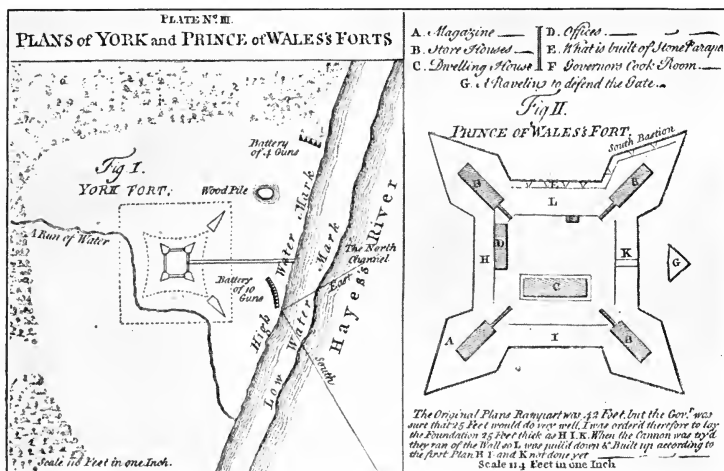 PLATE Nº. III.
PLANS of YORK and PRINCE of WALES's FORTS
Fig I.
YORK FORT;
Battery
of 4 Guns
Wood Pile
A Run of Water
Battery
of 10
Guns
High Water Mark
Low Water Mark
The North
Channel
East
South
Hayes's River
Scale 118 Feet in one Inch.
A. Magazine
B. Store Houses
C. Dwelling House
D. Offices
E. What is built of Stone Parapet
F Governors Cook Room
G. A Ravelin to defend the Gate
Fig II.
PRINCE OF WALES'S FORT,
South Bastion
B
E
B
L
F
D
H
K
G
C
A
I
B
The Original Plans Rampart was 42 Feet, but the Govr. was
sure that 25 Feet would do very well, I was order'd therefore to lay
the Foundation 25 Feet thick as H I.K. When the Cannon was try'd
they ran of the Wall so L was pull'd down & Built up according to
the first Plan H I and K not done yet
Scale 114 Feet in one Inch